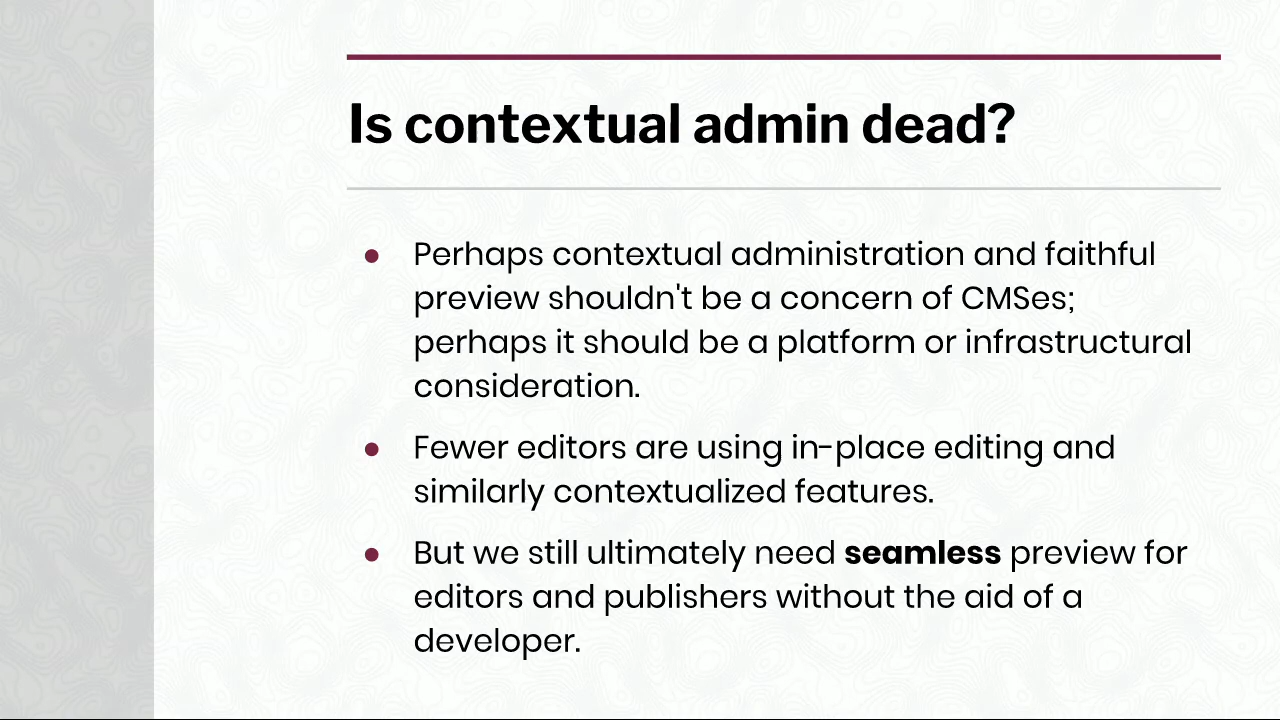 Is contextual admin dead?
● Perhaps contextual administration and faithful
preview shouldn't be a concern of CMSes;
perhaps it should be a platform or infrastructural
consideration.
● Fewer editors are using in-place editing and
similarly contextualized features.
● But we still ultimately need seamless preview for
editors and publishers without the aid of a
developer.